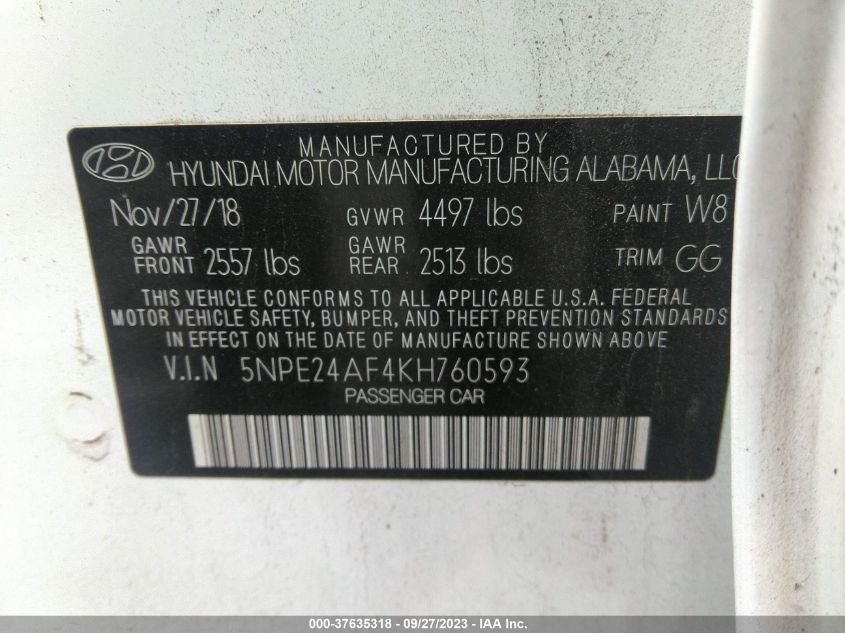 MANUFACTURED BY
HYUNDAI MOTOR MANUFACTURING ALABAMA, LLC
Nov/27/18 GVWR 4497 lbs PAINT W8
GAWR FRONT 2557 lbs GAWR REAR 2513 lbs TRIM GG
THIS VEHICLE CONFORMS TO ALL APPLICABLE U.S.A. FEDERAL
MOTOR VEHICLE SAFETY, BUMPER, AND THEFT PREVENTION STANDARDS
IN EFFECT ON THE DATE OF MANUFACTURE SHOWN ABOVE
V.I.N 5NPE24AF4KH760593
PASSENGER CAR
000-37635318 - 09/27/2023 - IAA Inc.